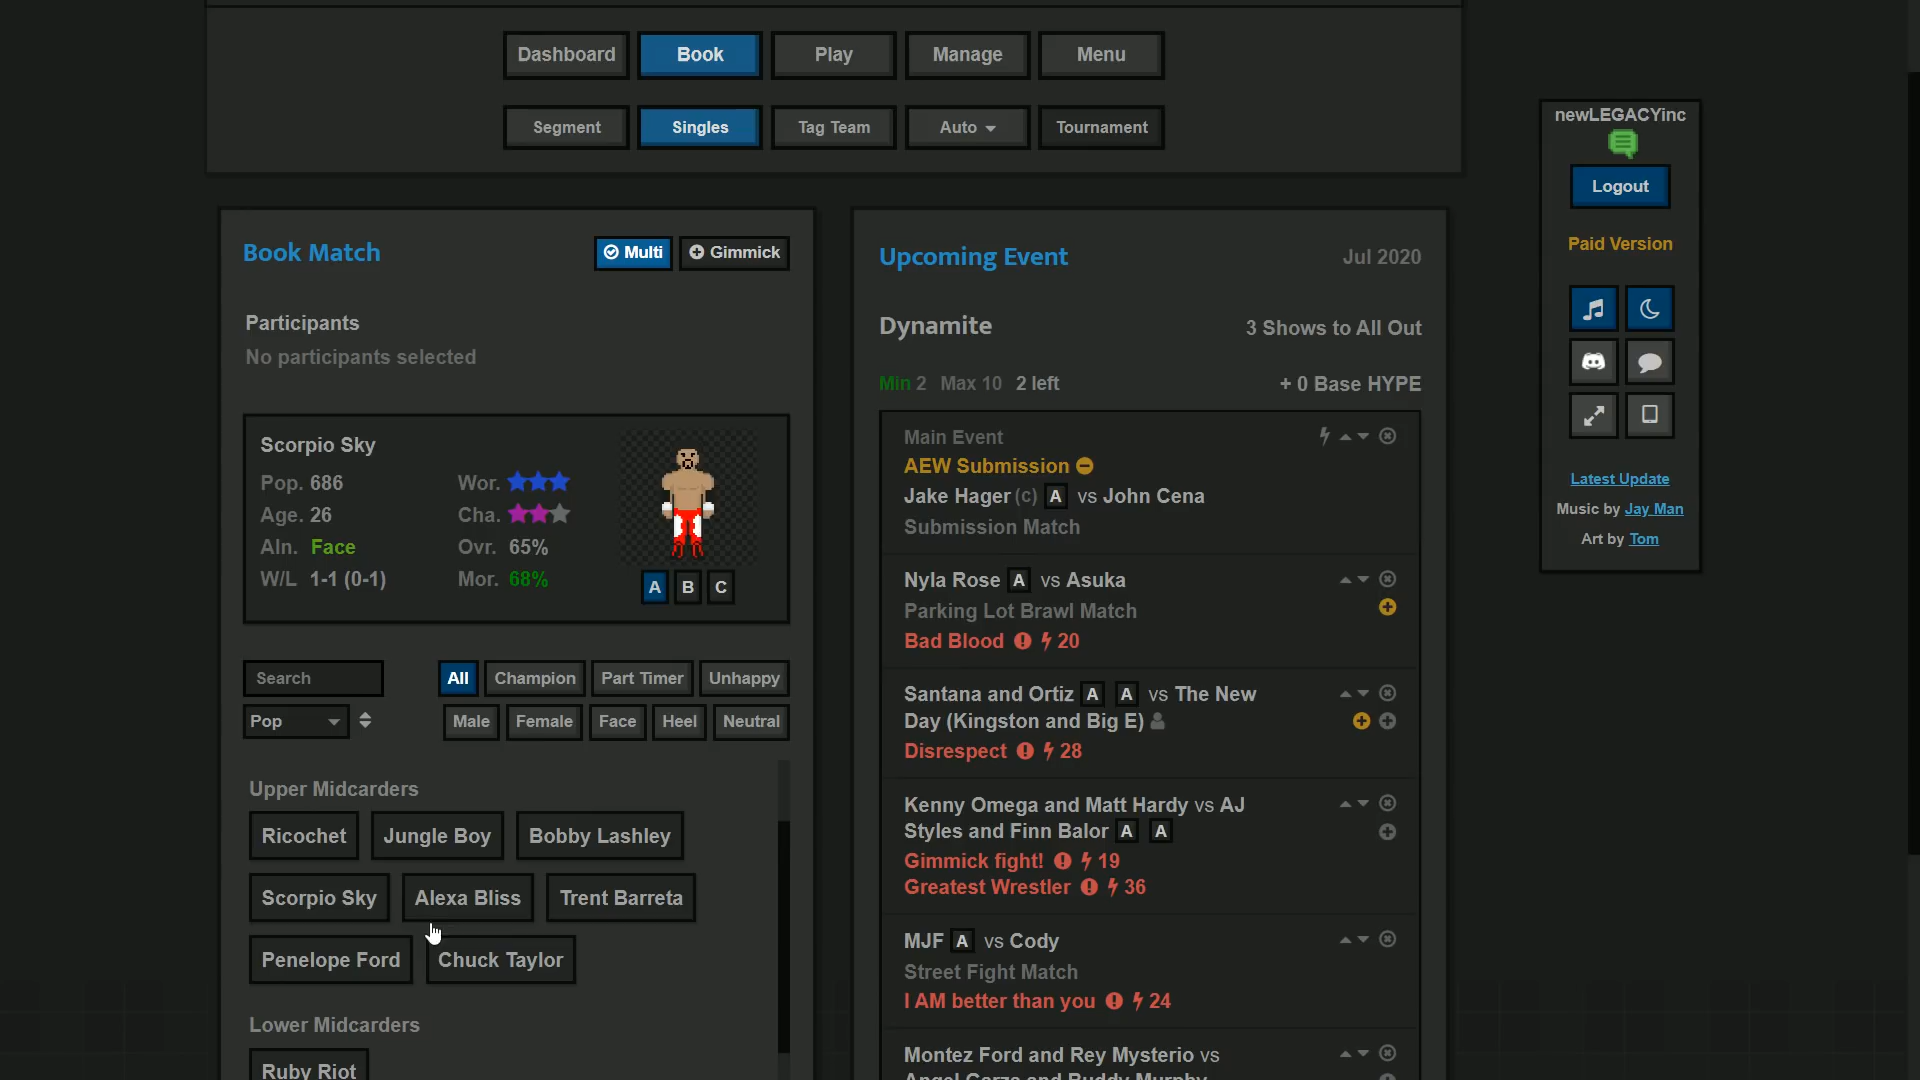 Dashboard
Book
Play
Manage
Menu
Segment
Singles
Tag Team
Auto
Tournament
newLEGACYinc
Logout
Paid Version
Latest Update
Music by Jay Man
Art by Tom
Book Match
Multi
Gimmick
Participants
No participants selected
Scorpio Sky
Pop. 686
Wor.
Age. 26
Cha.
Aln. Face
Ovr. 65%
W/L 1-1 (0-1)
Mor. 68%
A B C
Search
All
Champion
Part Timer
Unhappy
Pop
Male
Female
Face
Heel
Neutral
Upper Midcarders
Ricochet
Jungle Boy
Bobby Lashley
Scorpio Sky
Alexa Bliss
Trent Barreta
Penelope Ford
Chuck Taylor
Lower Midcarders
Ruby Riot
Upcoming Event
Jul 2020
Dynamite
3 Shows to All Out
Min 2 Max 10 2 left
+ 0 Base HYPE
Main Event
AEW Submission
Jake Hager (c) A vs John Cena
Submission Match
Nyla Rose A vs Asuka
Parking Lot Brawl Match
Bad Blood 20
Santana and Ortiz A A vs The New
Day (Kingston and Big E)
Disrespect 28
Kenny Omega and Matt Hardy vs AJ
Styles and Finn Balor A A
Gimmick fight! 19
Greatest Wrestler 36
MJF A vs Cody
Street Fight Match
I AM better than you 24
Montez Ford and Rey Mysterio vs
Angel Garza and Buddy Murphy